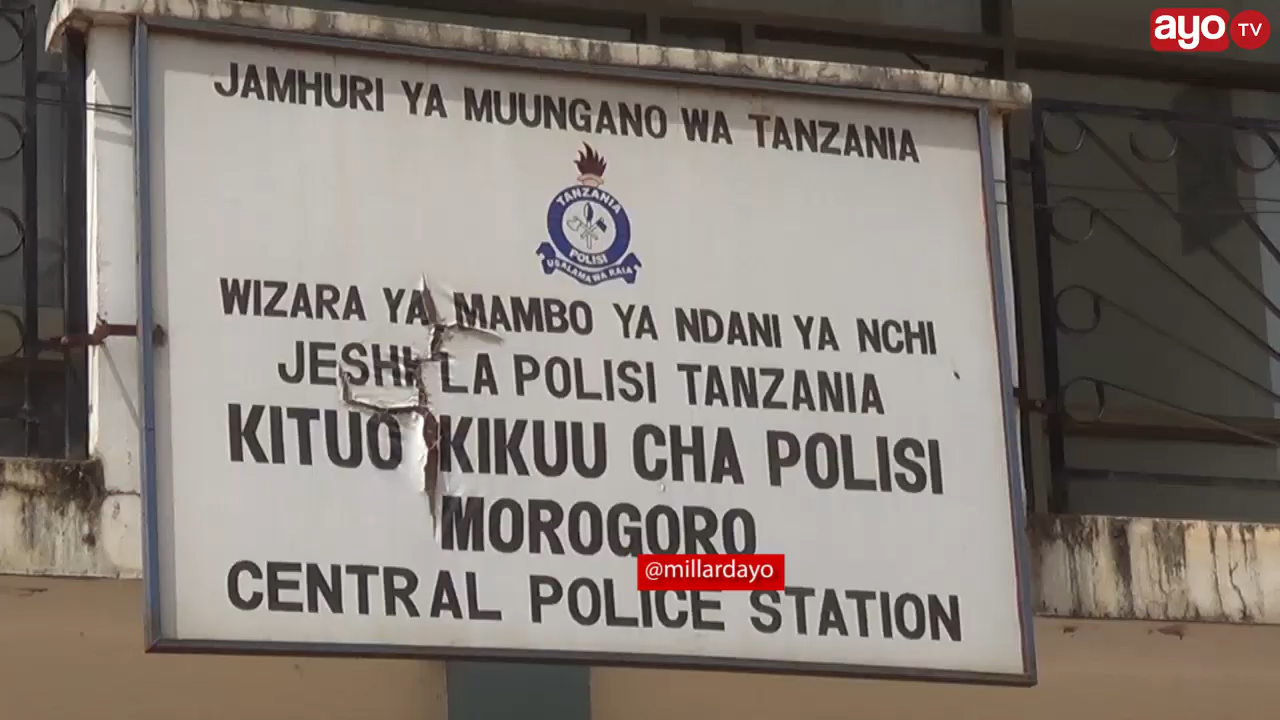 ayo TV
JAMHURI YA MUUNGANO WA TANZANIA
TANZANIA
POLISI
USALAMA WA RAIA
WIZARA YA MAMBO YA NDANI YA NCHI
JESHI LA POLISI TANZANIA
KITUO KIKUU CHA POLISI
MOROGORO
@millardayo
CENTRAL POLICE STATION